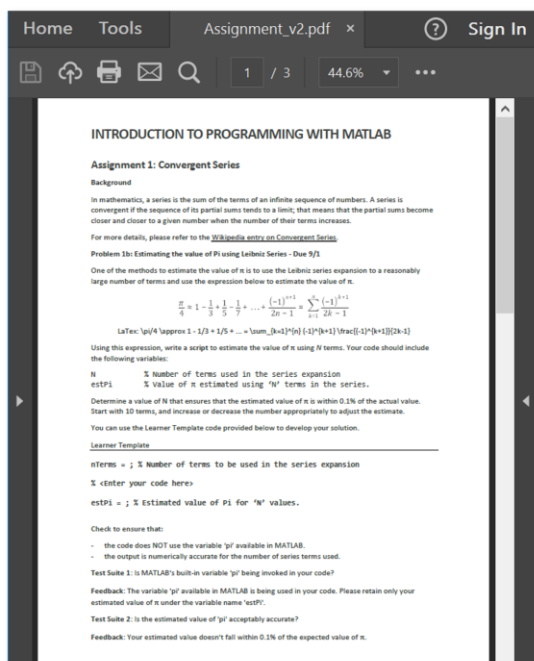 Home Tools Assignment_v2.pdf × ? Sign In
1 / 3 44.6%
INTRODUCTION TO PROGRAMMING WITH MATLAB
Assignment 1: Convergent Series
Background
In mathematics, a series is the sum of the terms of an infinite sequence of numbers. A series is
convergent if the sequence of its partial sums tends to a limit; that means that the partial sums become
closer and closer to a given number when the number of their terms increases.
For more details, please refer to the Wikipedia entry on Convergent Series.
Problem 1b: Estimating the value of Pi using Leibniz Series - Due 9/1
One of the methods to estimate the value of π is to use the Leibniz series expansion to a reasonably
large number of terms and use the expression below to estimate the value of π.
π/4 ≈ 1 − 1/3 + 1/5 − 1/7 + ... + (−1)^(n+1)/(2n − 1) = ∑_(k=1)^n (−1)^(k+1)/(2k − 1)
LaTex: \pi/4 \approx 1 - 1/3 + 1/5 + ... = \sum_{k=1}^{n} (-1)^{k+1} \frac{(-1)^{k+1}}{2k-1}
Using this expression, write a script to estimate the value of π using N terms. Your code should include
the following variables:
N % Number of terms used in the series expansion
estPi % Value of π estimated using ‘N’ terms in the series.
Determine a value of N that ensures that the estimated value of π is within 0.1% of the actual value.
Start with 10 terms, and increase or decrease the number appropriately to adjust the estimate.
You can use the Learner Template code provided below to develop your solution.
Learner Template
nTerms = ; % Number of terms to be used in the series expansion
% <Enter your code here>
estPi = ; % Estimated value of Pi for ‘N’ values.
Check to ensure that:
- the code does NOT use the variable ‘pi’ available in MATLAB.
- the output is numerically accurate for the number of series terms used.
Test Suite 1: Is MATLAB’s built-in variable ‘pi’ being invoked in your code?
Feedback: The variable ‘pi’ available in MATLAB is being used in your code. Please retain only your
estimated value of π under the variable name ‘estPi’.
Test Suite 2: Is the estimated value of ‘pi’ acceptably accurate?
Feedback: Your estimated value doesn’t fall within 0.1% of the expected value of π.